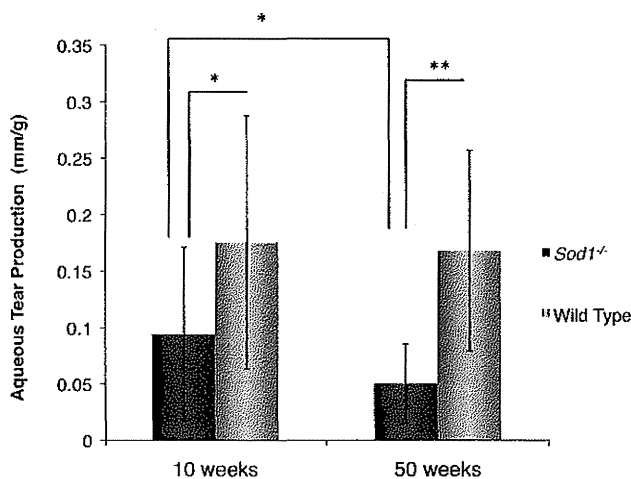 *
0.35
*
**
0.3
0.25
0.2
0.15
0.1
0.05
0
Aqueous Tear Production (mm/g)
Sod1-/-
Wild Type
10 weeks
50 weeks